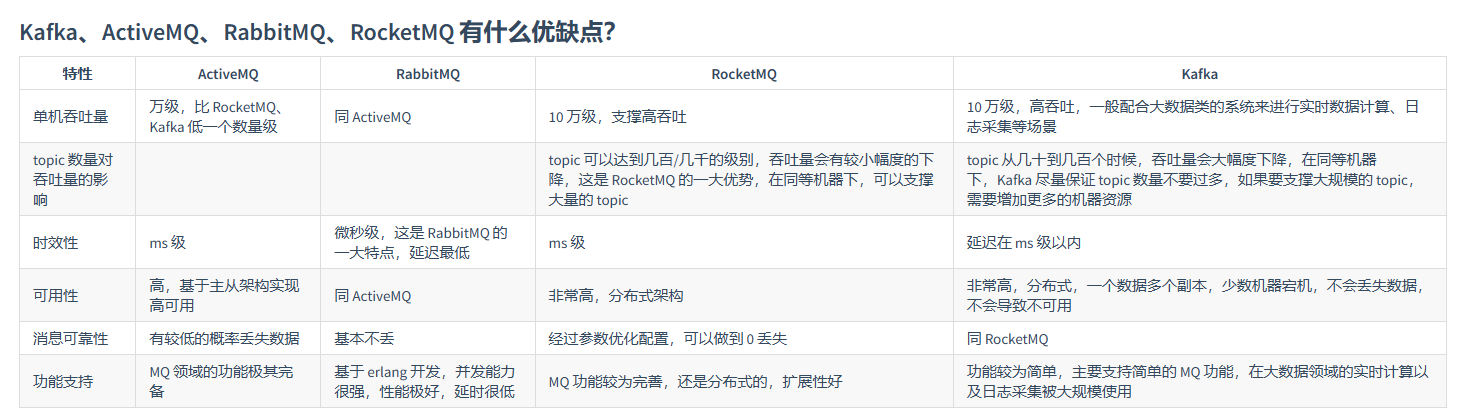 Kafka、ActiveMQ、RabbitMQ、RocketMQ 有什么优缺点？
特性
ActiveMQ
RabbitMQ
RocketMQ
Kafka
单机吞吐量
万级，比 RocketMQ、
Kafka 低一个数量级
同 ActiveMQ
10 万级，支撑高吞吐
10 万级，高吞吐，一般配合大数据类的系统来进行实时数据计算、日
志采集等场景
topic 数量对
吞吐量的影
响
topic 可以达到几百/几千的级别，吞吐量会有较小幅度的下
降，这是 RocketMQ 的一大优势，在同等机器下，可以支撑
大量的 topic
topic 从几十到几百个时候，吞吐量会大幅度下降，在同等机器
下，Kafka 尽量保证 topic 数量不要过多，如果要支撑大规模的 topic，
需要增加更多的机器资源
时效性
ms 级
微秒级，这是 RabbitMQ 的
一大特点，延迟最低
ms 级
延迟在 ms 级以内
可用性
高，基于主从架构实现
高可用
同 ActiveMQ
非常高，分布式架构
非常高，分布式，一个数据多个副本，少数机器宕机，不会丢失数据，
不会导致不可用
消息可靠性
有较低的概率丢失数据
基本不丢
经过参数优化配置，可以做到 0 丢失
同 RocketMQ
功能支持
MQ 领域的功能极其完
备
基于 erlang 开发，并发能力
很强，性能极好，延时很低
MQ 功能较为完善，还是分布式的，扩展性好
功能较为简单，主要支持简单的 MQ 功能，在大数据领域的实时计算以
及日志采集被大规模使用